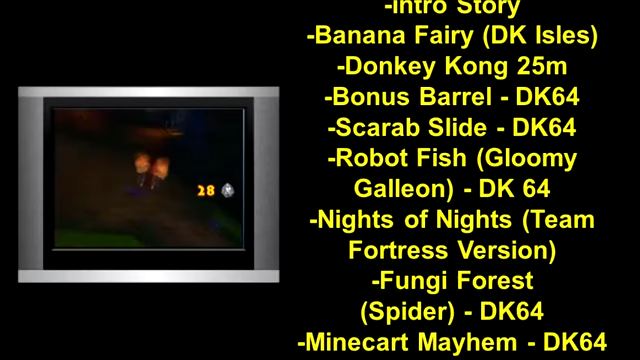 -Intro Story
-Banana Fairy (DK Isles)
-Donkey Kong 25m
-Bonus Barrel - DK64
-Scarab Slide - DK64
-Robot Fish (Gloomy
Galleon) - DK 64
28
-Nights of Nights (Team
Fortress Version)
-Fungi Forest
(Spider) - DK64
-Minecart Mayhem - DK64